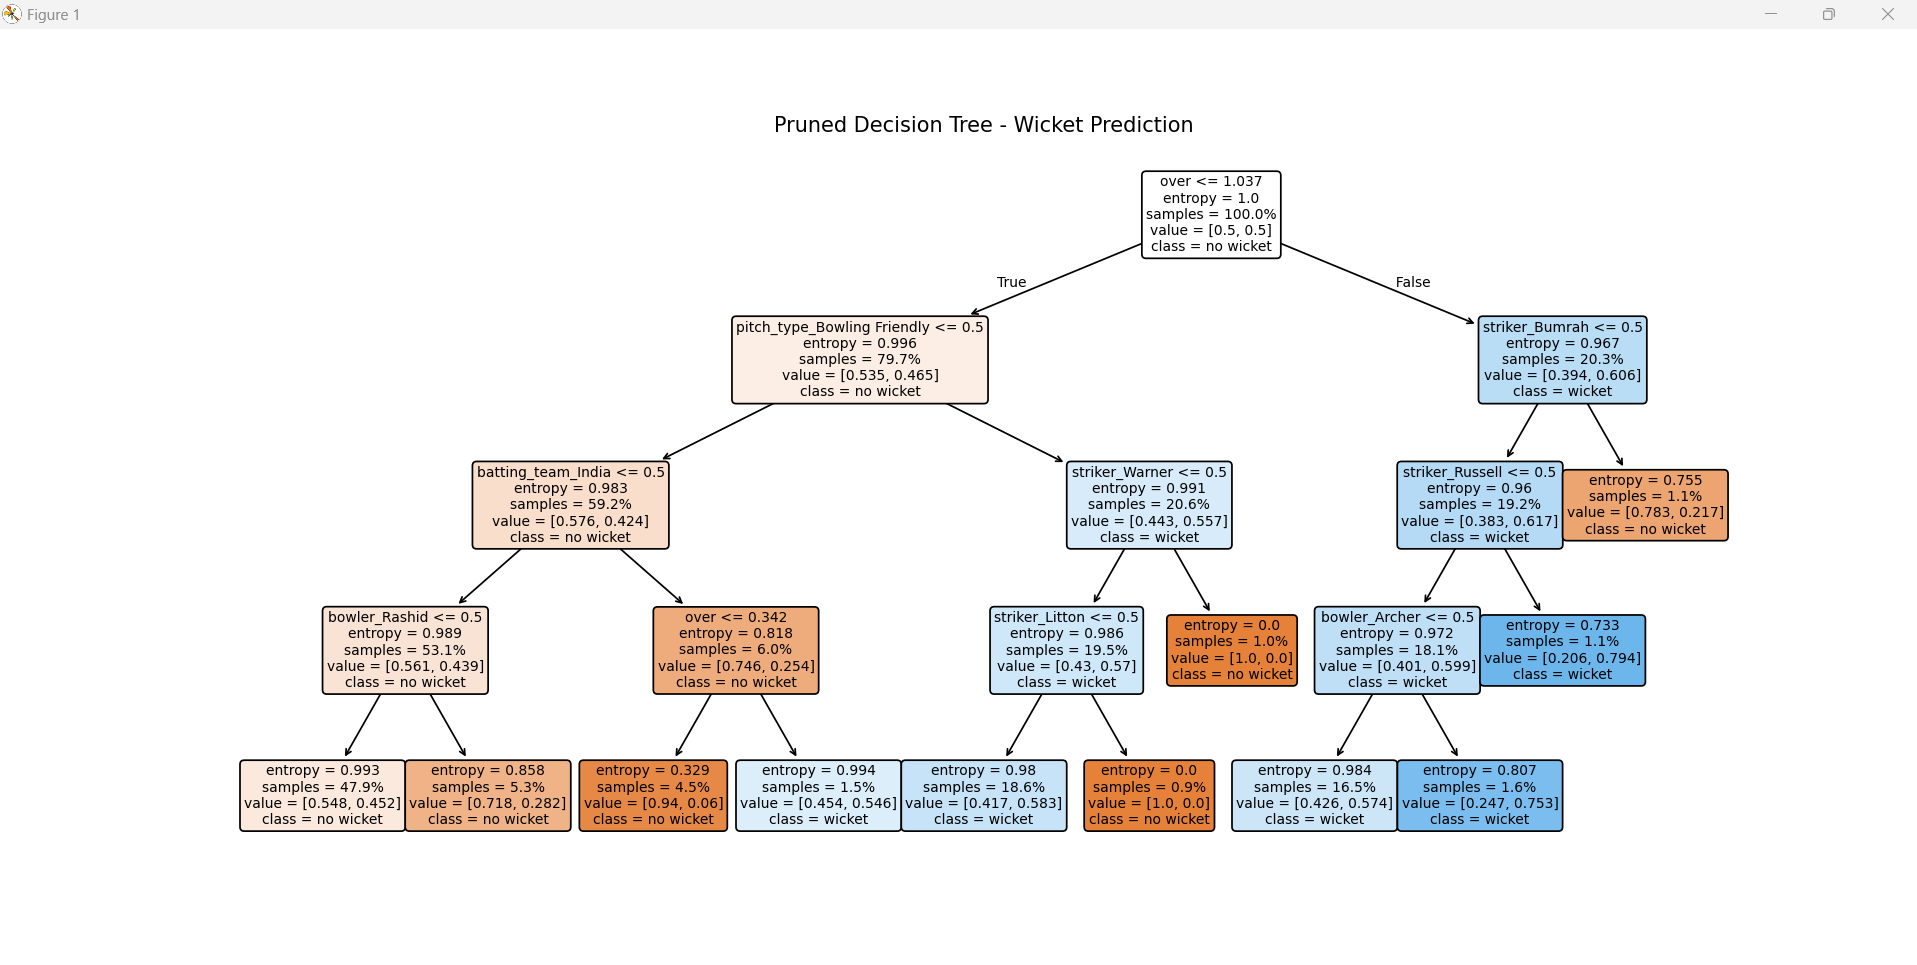 Figure 1
Pruned Decision Tree - Wicket Prediction
over <= 1.037
entropy = 1.0
samples = 100.0%
value = [0.5, 0.5]
class = no wicket
True
False
pitch_type_Bowling Friendly <= 0.5
entropy = 0.996
samples = 79.7%
value = [0.535, 0.465]
class = no wicket
striker_Bumrah <= 0.5
entropy = 0.967
samples = 20.3%
value = [0.394, 0.606]
class = wicket
batting_team_India <= 0.5
entropy = 0.983
samples = 59.2%
value = [0.576, 0.424]
class = no wicket
striker_Warner <= 0.5
entropy = 0.991
samples = 20.6%
value = [0.443, 0.557]
class = wicket
striker_Russell <= 0.5
entropy = 0.96
samples = 19.2%
value = [0.383, 0.617]
class = wicket
entropy = 0.755
samples = 1.1%
value = [0.783, 0.217]
class = no wicket
bowler_Rashid <= 0.5
entropy = 0.989
samples = 53.1%
value = [0.561, 0.439]
class = no wicket
over <= 0.342
entropy = 0.818
samples = 6.0%
value = [0.746, 0.254]
class = no wicket
striker_Litton <= 0.5
entropy = 0.986
samples = 19.5%
value = [0.43, 0.57]
class = wicket
entropy = 0.0
samples = 1.0%
value = [1.0, 0.0]
class = no wicket
bowler_Archer <= 0.5
entropy = 0.972
samples = 18.1%
value = [0.401, 0.599]
class = wicket
entropy = 0.733
samples = 1.1%
value = [0.206, 0.794]
class = wicket
entropy = 0.993
samples = 47.9%
value = [0.548, 0.452]
class = no wicket
entropy = 0.858
samples = 5.3%
value = [0.718, 0.282]
class = no wicket
entropy = 0.329
samples = 4.5%
value = [0.94, 0.06]
class = no wicket
entropy = 0.994
samples = 1.5%
value = [0.454, 0.546]
class = wicket
entropy = 0.98
samples = 18.6%
value = [0.417, 0.583]
class = wicket
entropy = 0.0
samples = 0.9%
value = [1.0, 0.0]
class = no wicket
entropy = 0.984
samples = 16.5%
value = [0.426, 0.574]
class = wicket
entropy = 0.807
samples = 1.6%
value = [0.247, 0.753]
class = wicket